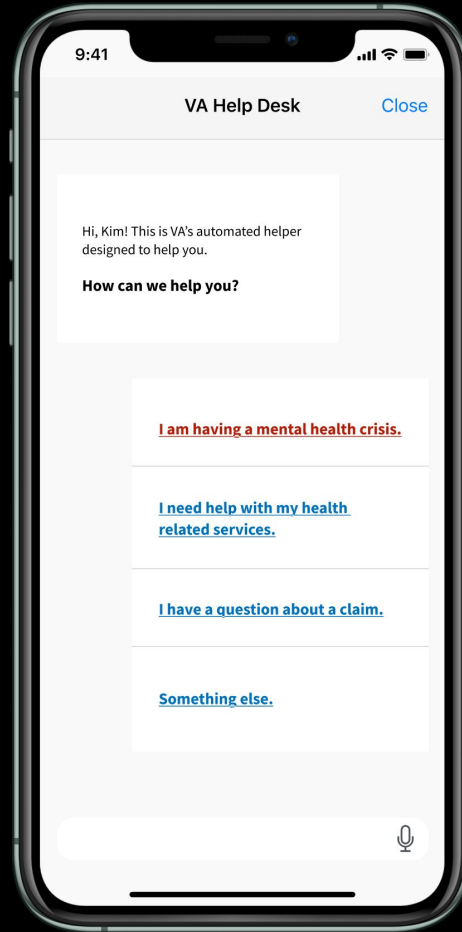 9:41
VA Help Desk
Close
Hi, Kim! This is VA's automated helper
designed to help you.
How can we help you?
I am having a mental health crisis.
I need help with my health
related services.
I have a question about a claim.
Something else.